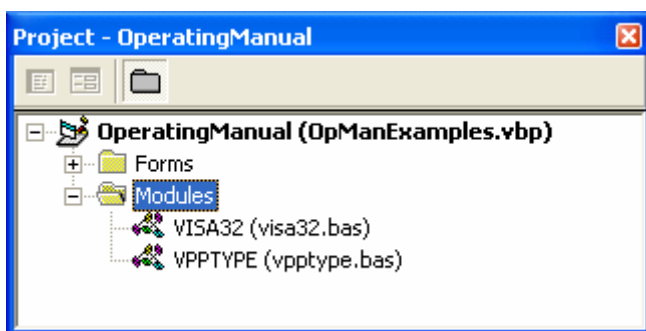 Project - OperatingManual
OperatingManual (OpManExamples.vbp)
Forms
Modules
VISA32 (visa32.bas)
VPPTYPE (vpptype.bas)